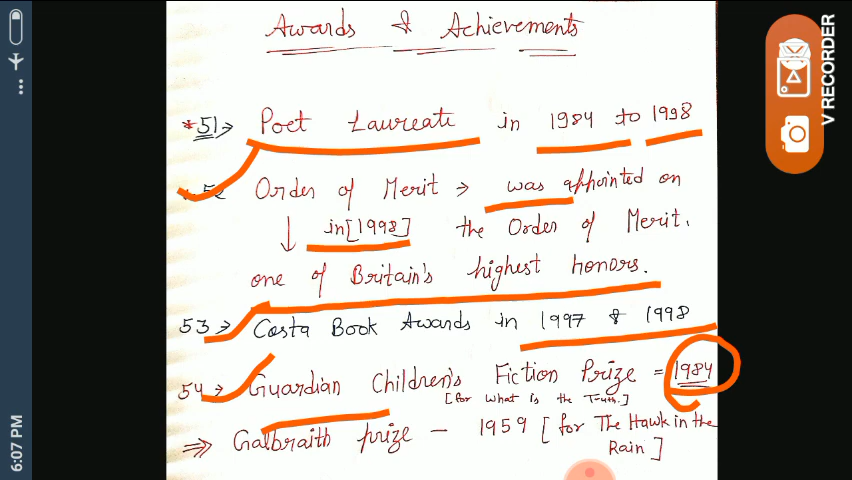 Awards & Achievements
*51> Poet Laureate in 1984 to 1998
52 Order of Merit => was appointed on
↓ in [1998] the Order of Merit.
one of Britain's highest honors.
53 => Costa Book Awards in 1997 & 1998
54 => Guardian Children's Fiction Prize = 1984
[for What is the Truth.]
=> Galbraith prize - 1959 [for The Hawk in the
Rain]
6:07 PM
V RECORDER